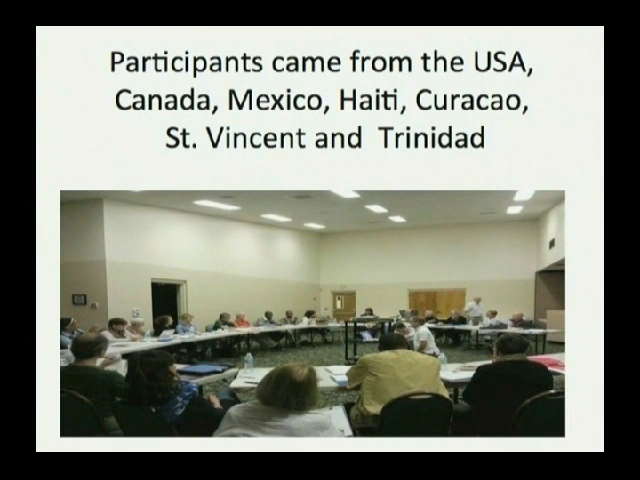 Participants came from the USA,
Canada, Mexico, Haiti, Curacao,
St. Vincent and Trinidad